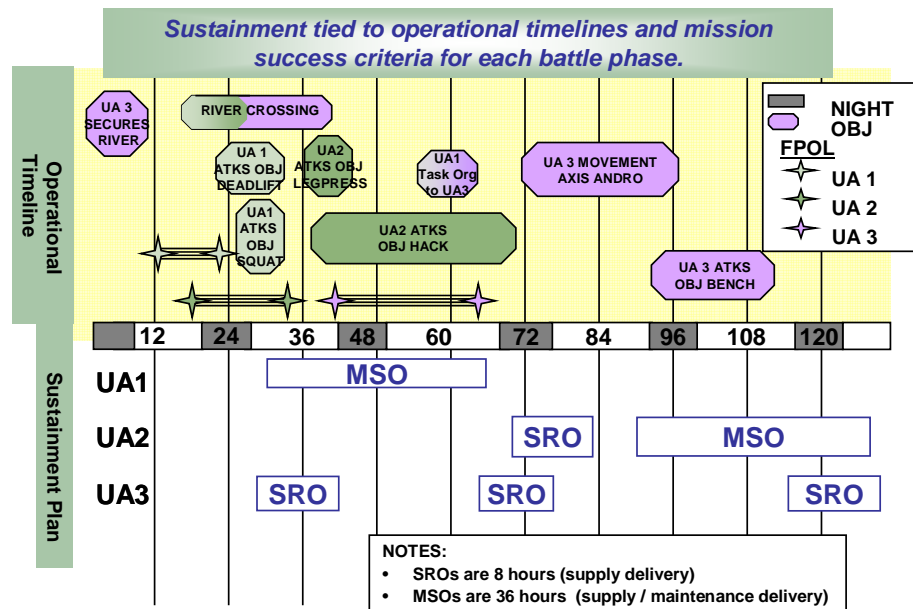 Sustainment tied to operational timelines and mission
success criteria for each battle phase.
Operational
Timeline
UA 3
SECURES
RIVER
RIVER CROSSING
UA 1
ATKS OBJ
DEADLIFT
UA2
ATKS OBJ
LEGPRESS
UA1
Task Org
to UA3
UA 3 MOVEMENT
AXIS ANDRO
UA1
ATKS
OBJ
SQUAT
UA2 ATKS
OBJ HACK
UA 3 ATKS
OBJ BENCH
NIGHT
OBJ
FPOL
UA 1
UA 2
UA 3
12 24 36 48 60 72 84 96 108 120
Sustainment Plan
UA1 MSO
UA2 SRO MSO
UA3 SRO SRO SRO
NOTES:
• SROs are 8 hours (supply delivery)
• MSOs are 36 hours (supply / maintenance delivery)